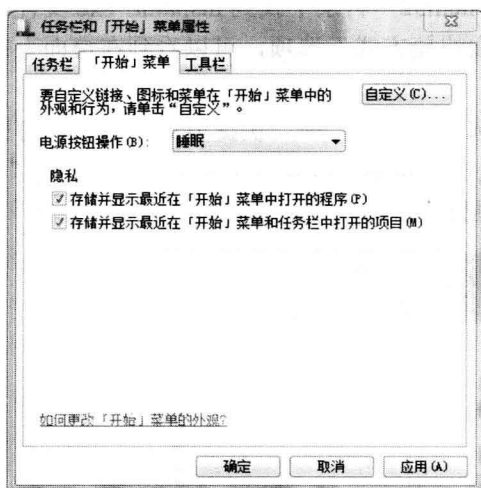 任务栏和「开始」菜单属性
任务栏 「开始」菜单 工具栏
要自定义链接、图标和菜单在「开始」菜单中的 自定义(C)...
外观和行为，请单击“自定义”。
电源按钮操作(B): 睡眠
隐私
存储并显示最近在「开始」菜单中打开的程序(P)
存储并显示最近在「开始」菜单和任务栏中打开的项目(M)
如何更改「开始」菜单的外观?
确定 取消 应用(A)